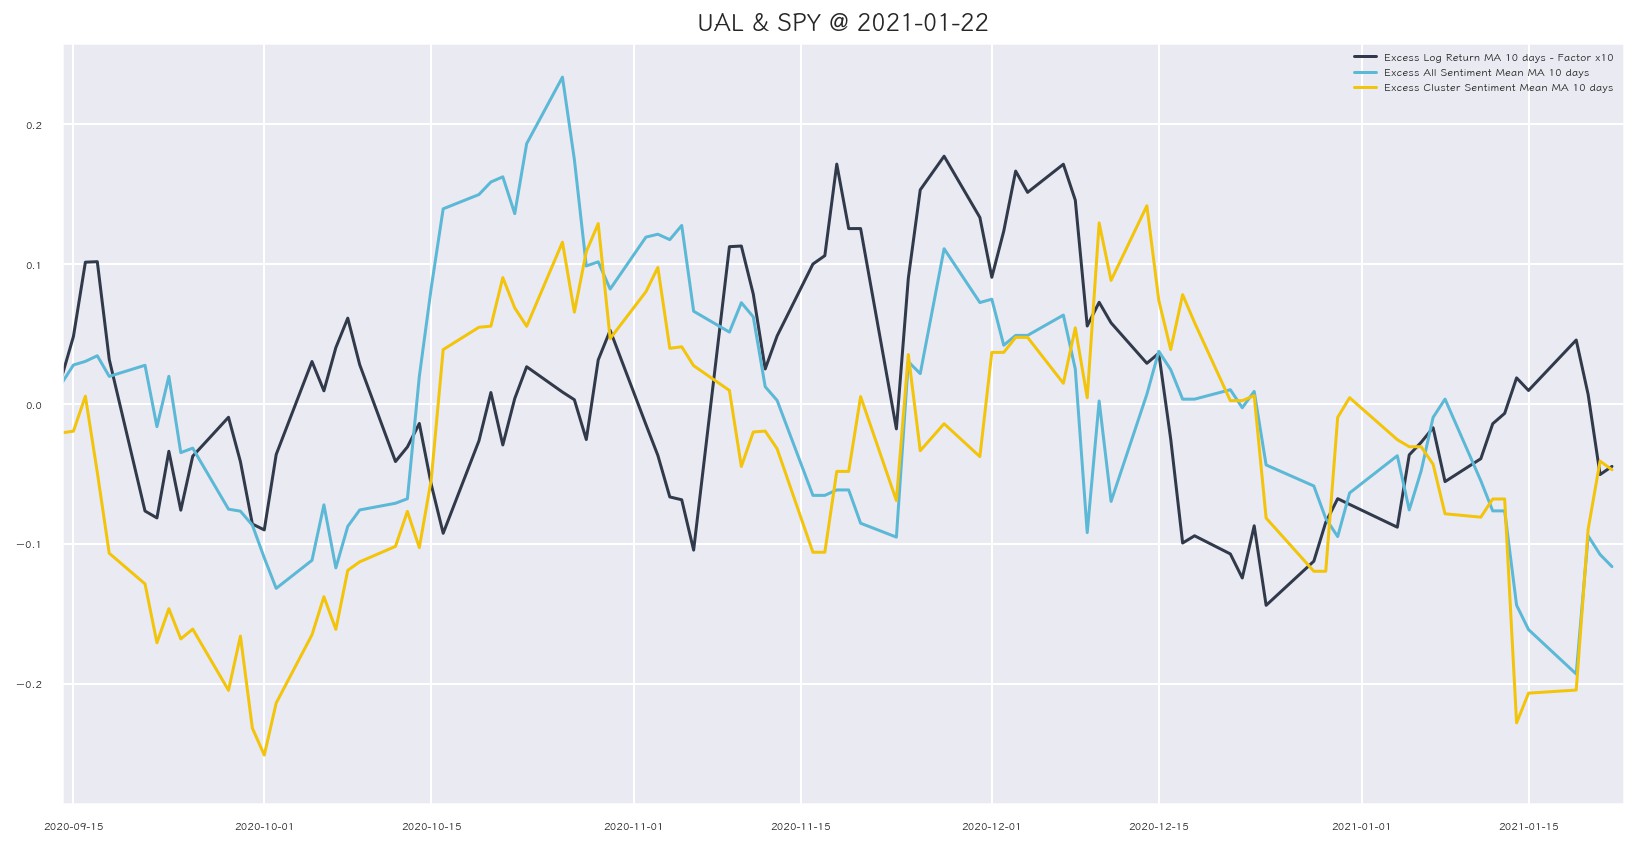 UAL & SPY @ 2021-01-22
Excess Log Return MA 10 days - Factor x10
Excess All Sentiment Mean MA 10 days
Excess Cluster Sentiment Mean MA 10 days
0.2
0.1
0.0
−0.1
−0.2
2020-09-15 2020-10-01 2020-10-15 2020-11-01 2020-11-15 2020-12-01 2020-12-15 2021-01-01 2021-01-15